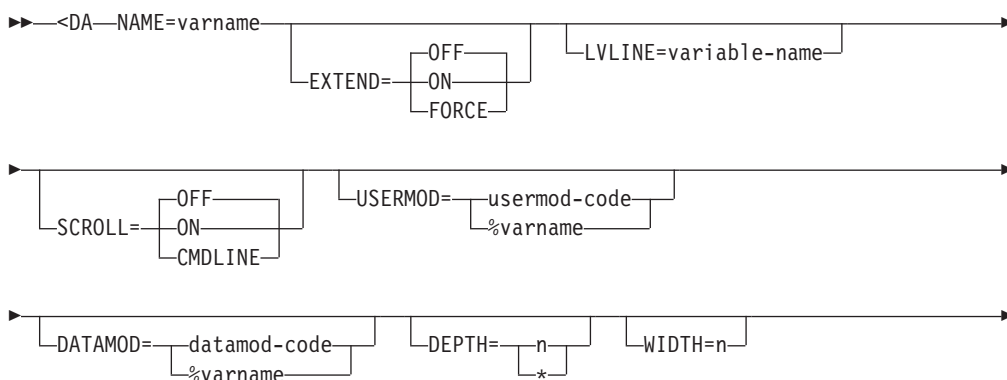 <DA NAME=varname
OFF
LVLINE=variable-name
EXTEND= ON
FORCE
OFF
USERMOD= usermod-code
SCROLL= ON
%varname
CMDLINE
DATAMOD= datamod-code
DEPTH= n
WIDTH=n
%varname
*